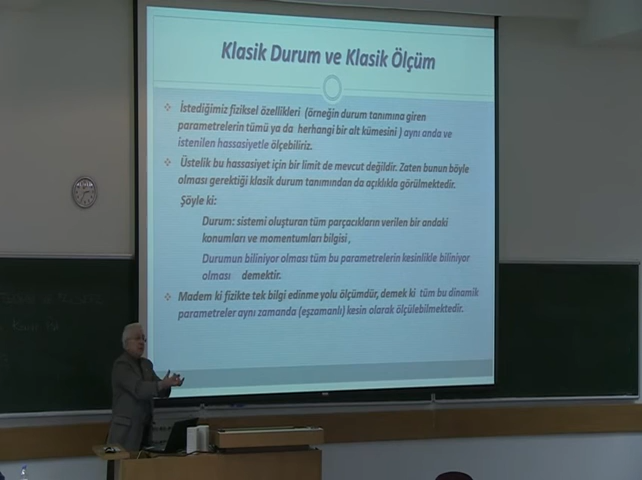 Klasik Durum ve Klasik Ölçüm
İstediğimiz fiziksel özellikleri (örneğin durum tanımına giren
parametrelerin tümü ya da herhangi bir alt kümesini ) aynı anda ve
istenilen hassasiyetle ölçebiliriz.
Üstelik bu hassasiyet için bir limit de mevcut değildir. Zaten bunun böyle
olması gerektiği klasik durum tanımından da açıklıkla görülmektedir.
Şöyle ki:
Durum: sistemi oluşturan tüm parçacıkların verilen bir andaki
konumları ve momentumları bilgisi ,
Durumun biliniyor olması tüm bu parametrelerin kesinlikle biliniyor
olması demektir.
Madem ki fizikte tek bilgi edinme yolu ölçümdür, demek ki tüm bu dinamik
parametreler aynı zamanda (eşzamanlı) kesin olarak ölçülebilmektedir.